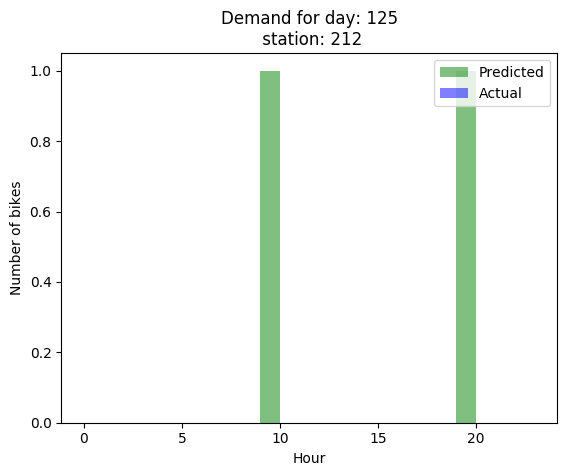 Demand for day: 125
station: 212
Predicted
Actual
Number of bikes
1.0
0.8
0.6
0.4
0.2
0.0
0
5
10
15
20
Hour